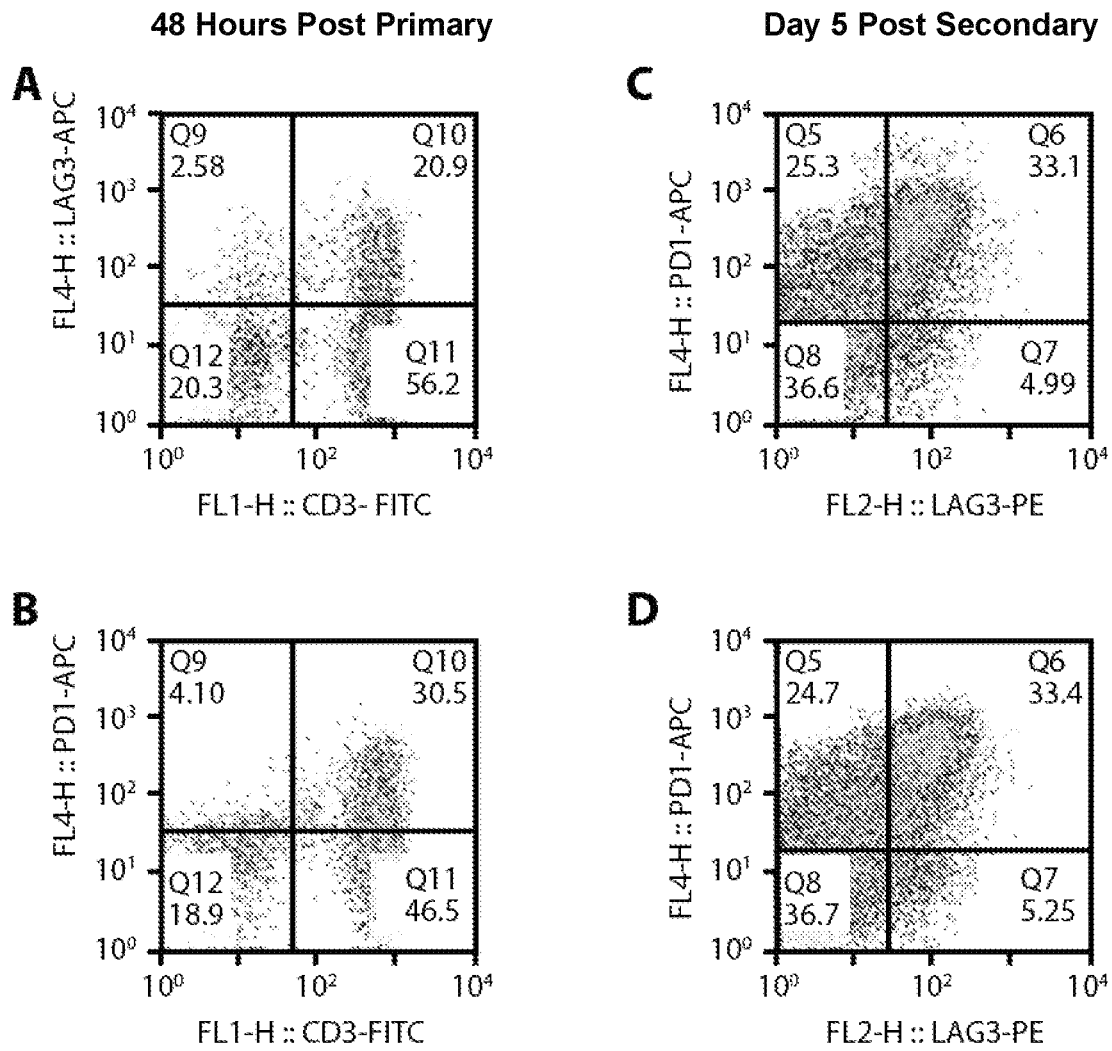 48 Hours Post Primary
Day 5 Post Secondary
A
FL4-H :: LAG3-APC
10⁴
10³
10²
10¹
10⁰
Q9
2.58
Q10
20.9
Q12
20.3
Q11
56.2
10⁰
10²
10⁴
FL1-H :: CD3- FITC
C
FL4-H :: PD1-APC
10⁴
10³
10²
10¹
10⁰
Q5
25.3
Q6
33.1
Q8
36.6
Q7
4.99
10⁰
10²
10⁴
FL2-H :: LAG3-PE
B
FL4-H :: PD1-APC
10⁴
10³
10²
10¹
10⁰
Q9
4.10
Q10
30.5
Q12
18.9
Q11
46.5
10⁰
10²
10⁴
FL1-H :: CD3-FITC
D
FL4-H :: PD1-APC
10⁴
10³
10²
10¹
10⁰
Q5
24.7
Q6
33.4
Q8
36.7
Q7
5.25
10⁰
10²
10⁴
FL2-H :: LAG3-PE